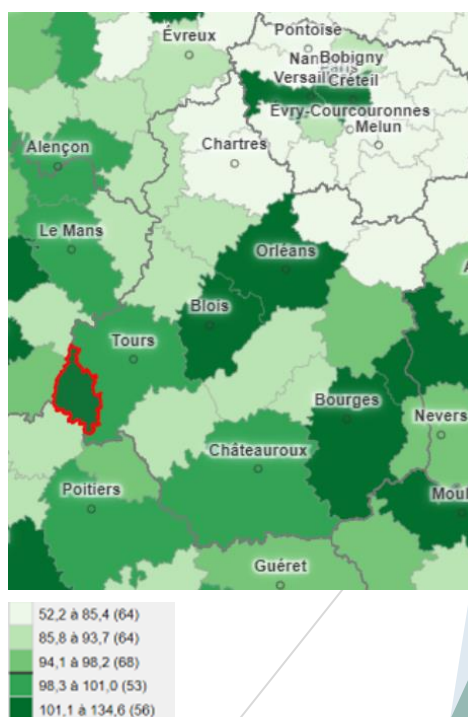 Évreux
Pontoise
Bobigny
Versail
Créteil
Évry-Courcouronnes
Melun
Alençon
Chartres
Le Mans
Orléans
Blois
Tours
Bourges
Nevers
Châteauroux
Poitiers
Moul
Guéret
52,2 à 85,4 (64)
85,8 à 93,7 (64)
94,1 à 98,2 (68)
98,3 à 101,0 (53)
101,1 à 134,6 (56)